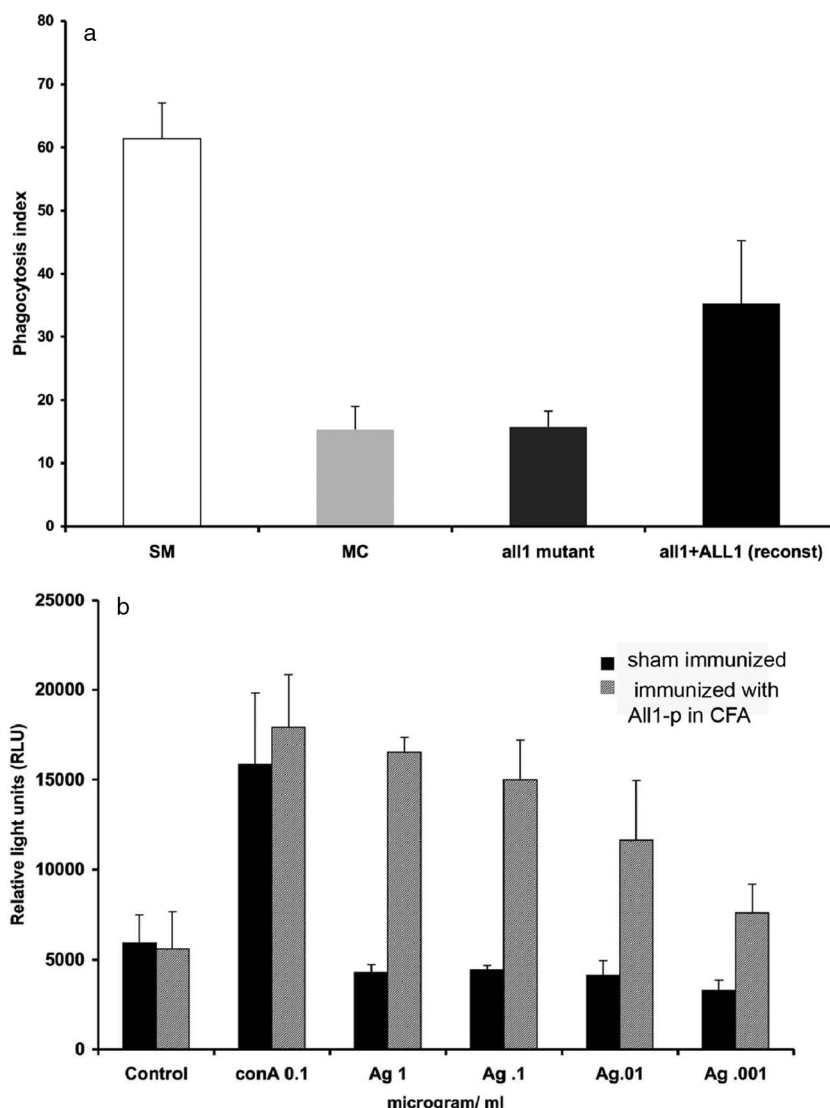 a
80
70
60
50
40
30
20
10
0
Phagocytosis index
SM MC all1 mutant all1+ALL1 (reconst)
b
25000
20000
15000
10000
5000
0
Relative light units (RLU)
sham immunized
immunized with
All1-p in CFA
Control conA 0.1 Ag 1 Ag .1 Ag.01 Ag .001
microgram/ ml